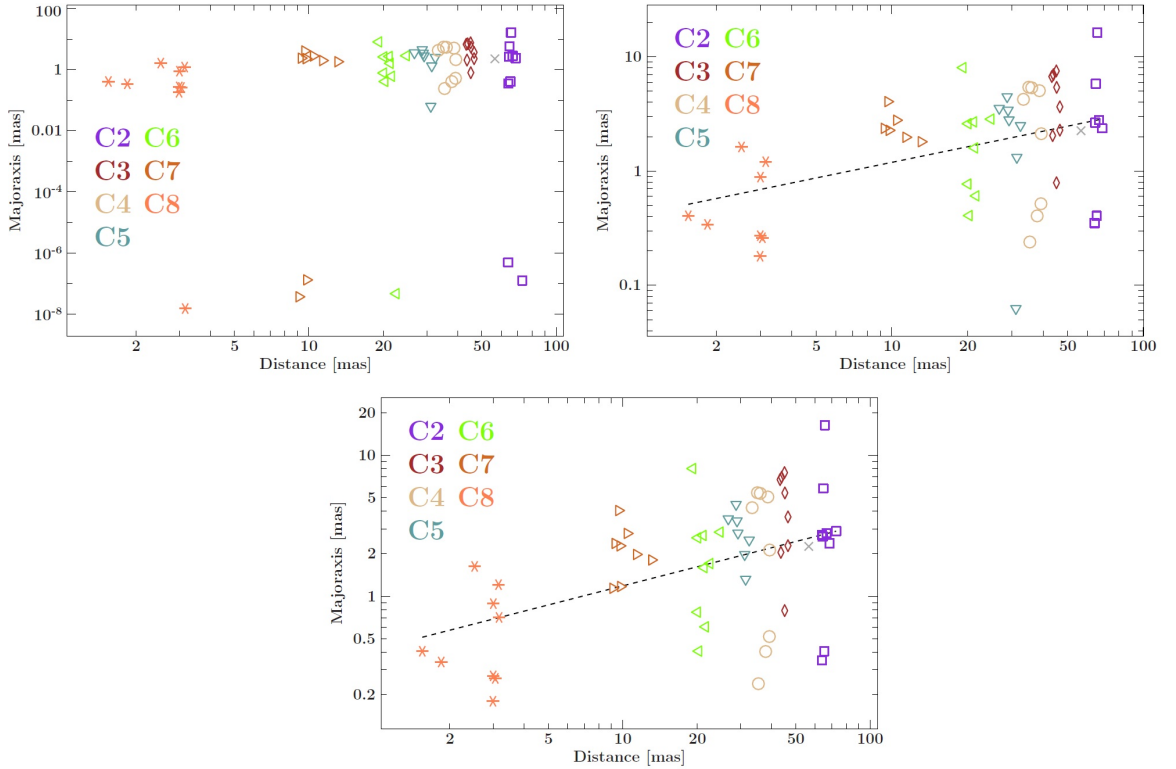 100
1
0.01
10-4
10-6
10-8
Majoraxis [mas]
C2 C6
C3 C7
C4 C8
C5
2 5 10 20 50 100
Distance [mas]
10
1
0.1
Majoraxis [mas]
C2 C6
C3 C7
C4 C8
C5
2 5 10 20 50 100
Distance [mas]
20
10
5
2
1
0.5
0.2
Majoraxis [mas]
C2 C6
C3 C7
C4 C8
C5
2 5 10 20 50 100
Distance [mas]